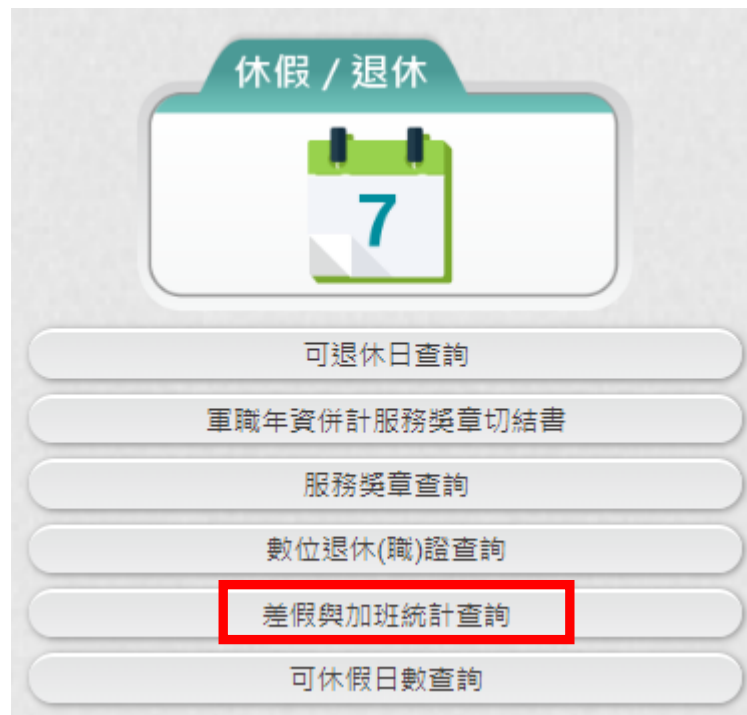 休假 / 退休
7
可退休日查詢
軍職年資併計服務獎章切結書
服務獎章查詢
數位退休(職)證查詢
差假與加班統計查詢
可休假日數查詢